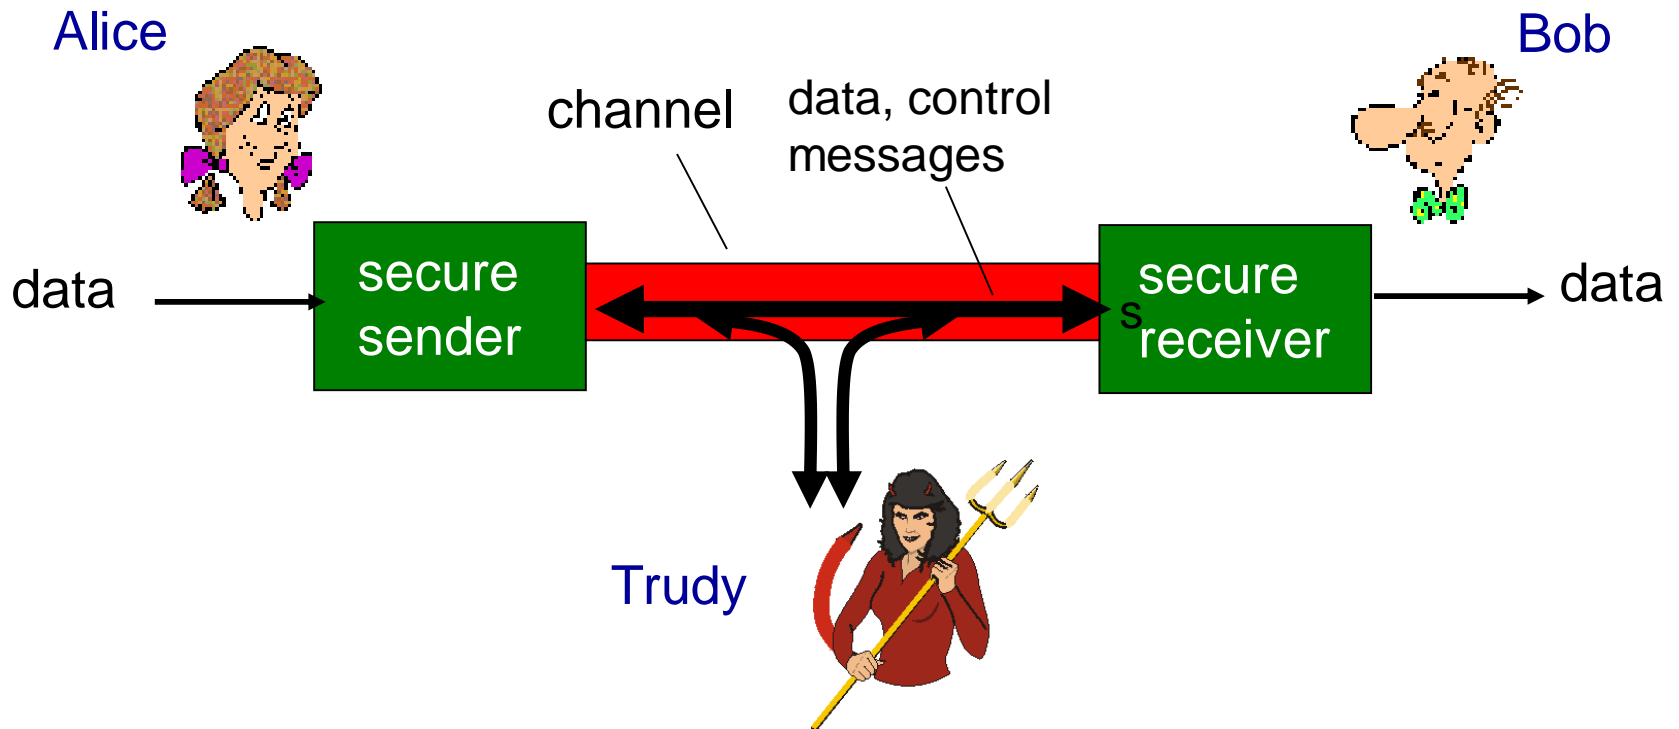 Alice
Bob
channel
data, control
messages
data
secure
sender
s
secure
receiver
data
Trudy